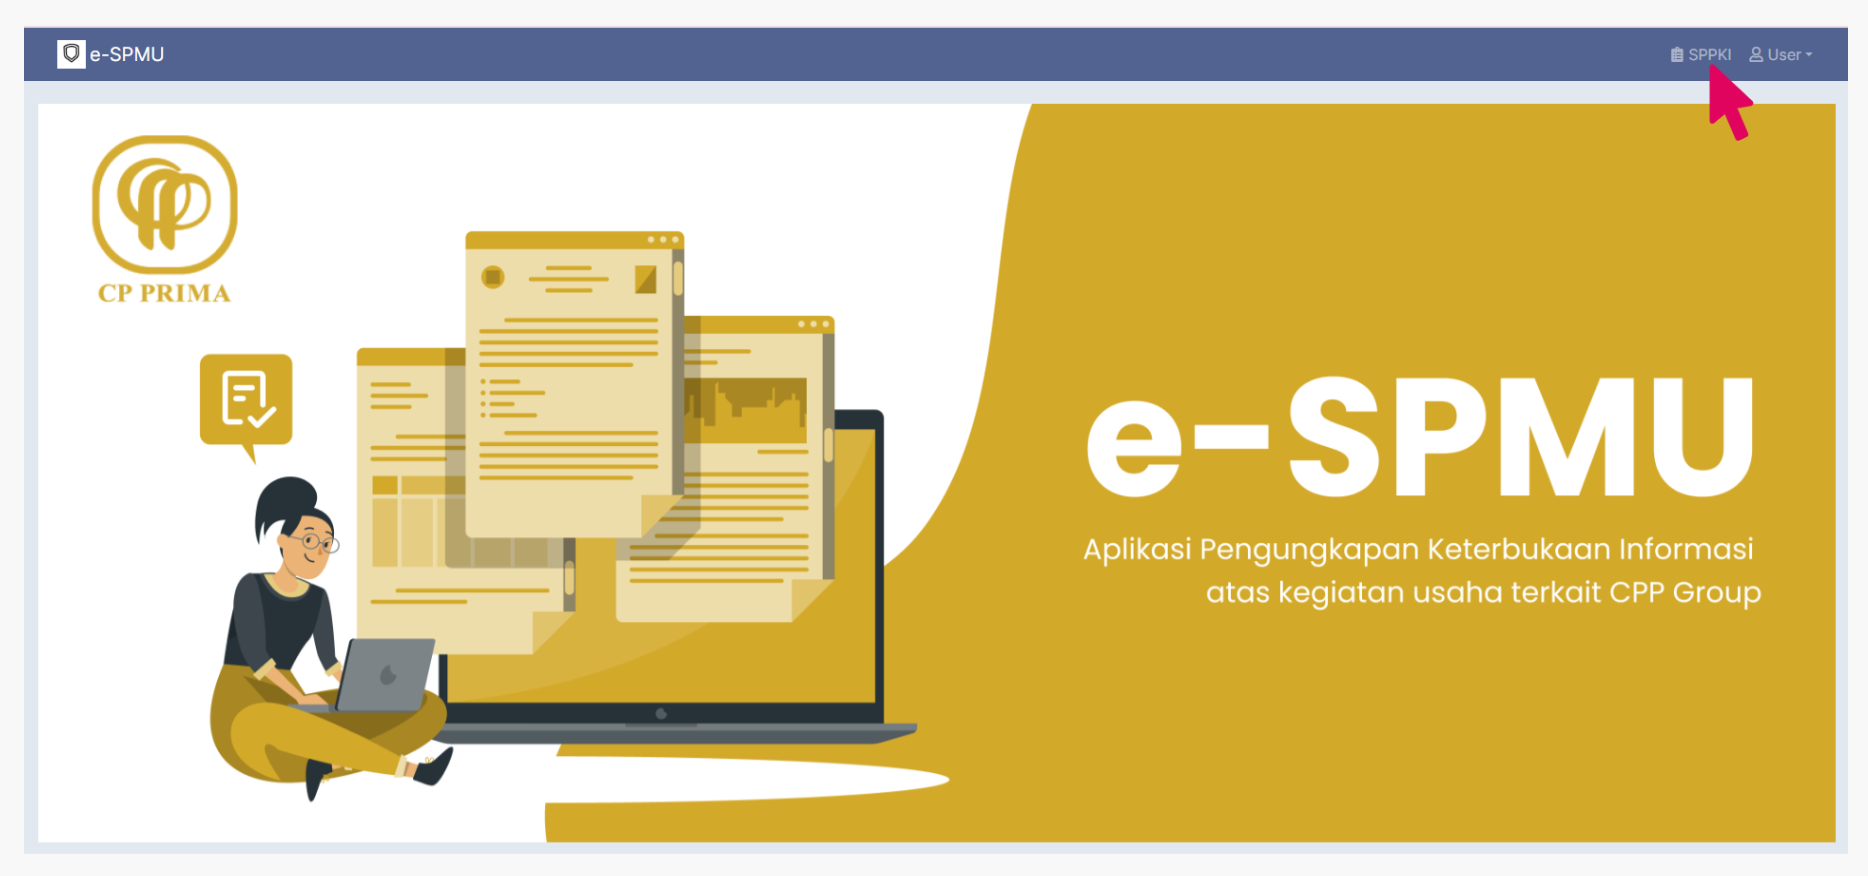 e-SPMU
SPPKI User
CP PRIMA
e-SPMU
Aplikasi Pengungkapan Keterbukaan Informasi
atas kegiatan usaha terkait CPP Group